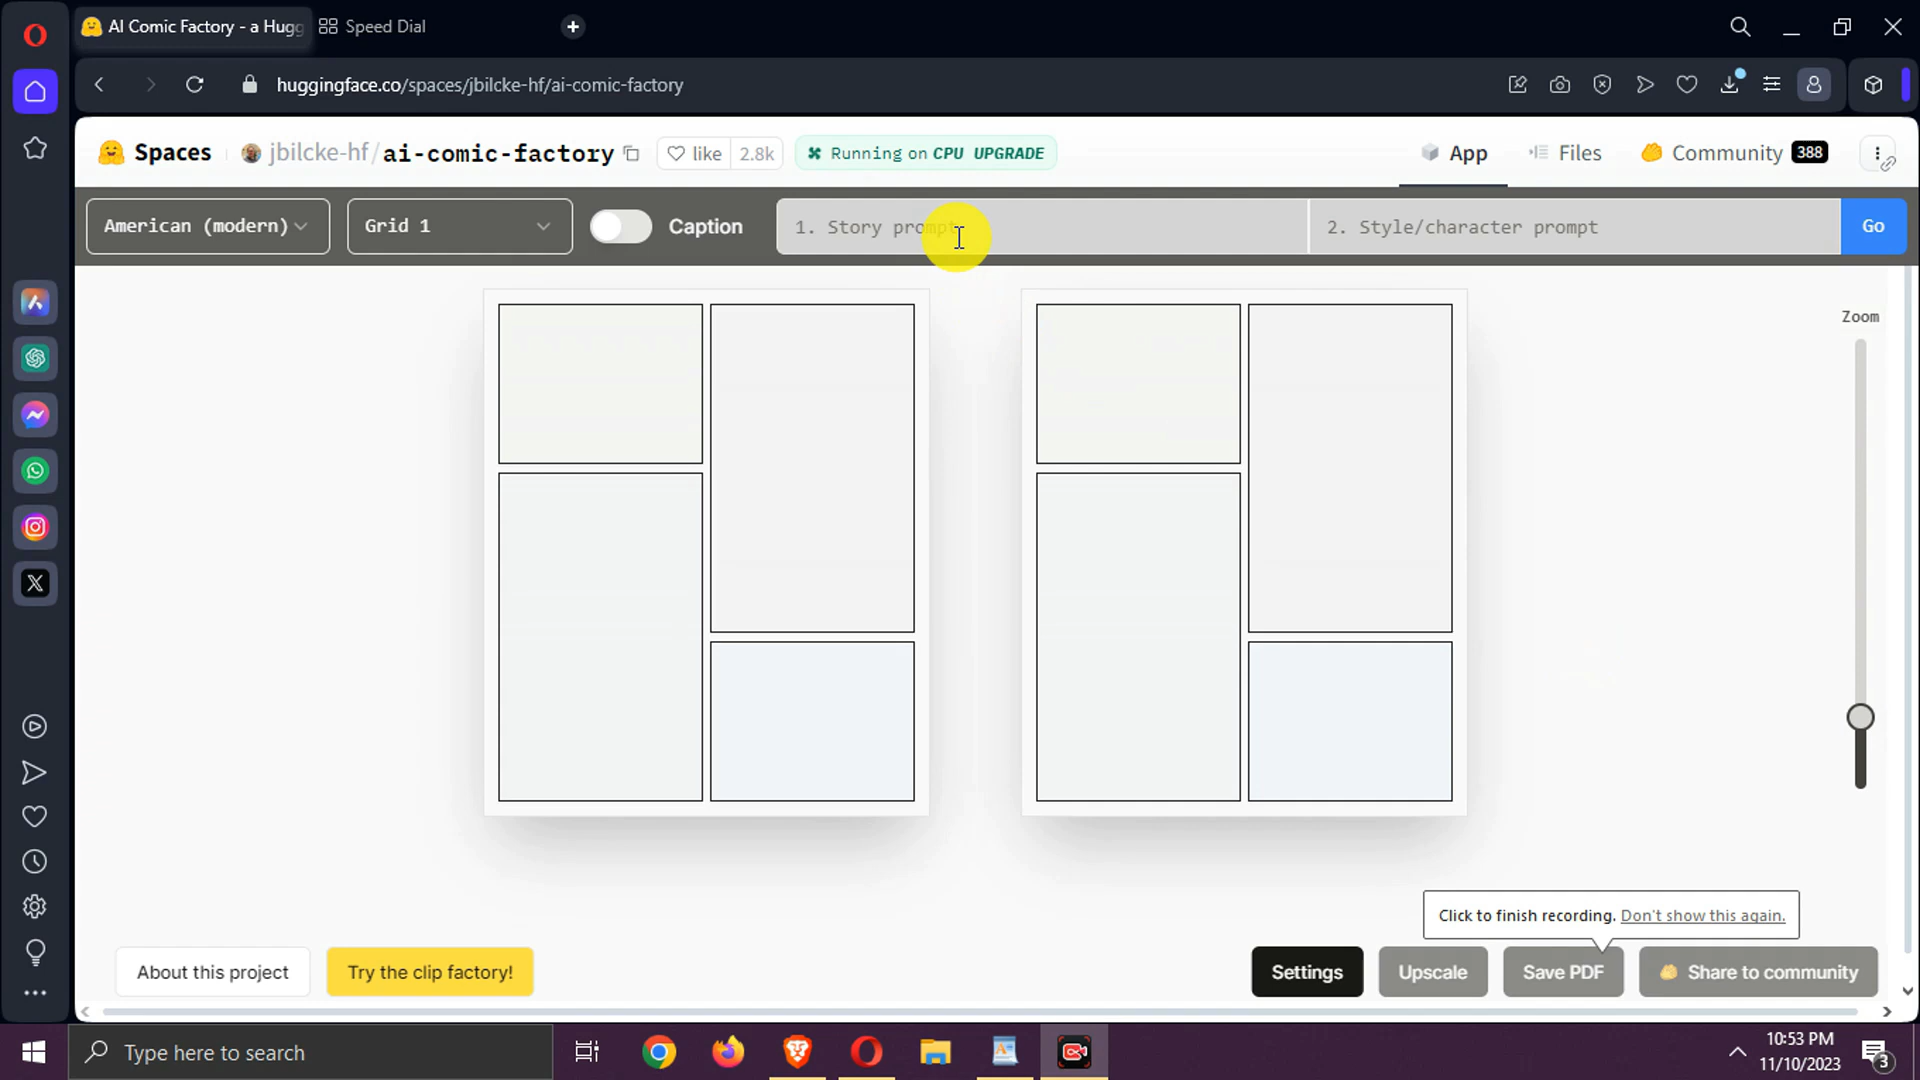 AI Comic Factory - a Hugg
Speed Dial
huggingface.co/spaces/jbilcke-hf/ai-comic-factory
Spaces jbilcke-hf/ai-comic-factory like 2.8k Running on CPU UPGRADE App Files Community 388
American (modern) Grid 1 Caption 1. Story prompt 2. Style/character prompt Go
Zoom
Click to finish recording. Don't show this again.
About this project Try the clip factory! Settings Upscale Save PDF Share to community
Type here to search
10:53 PM
11/10/2023
3